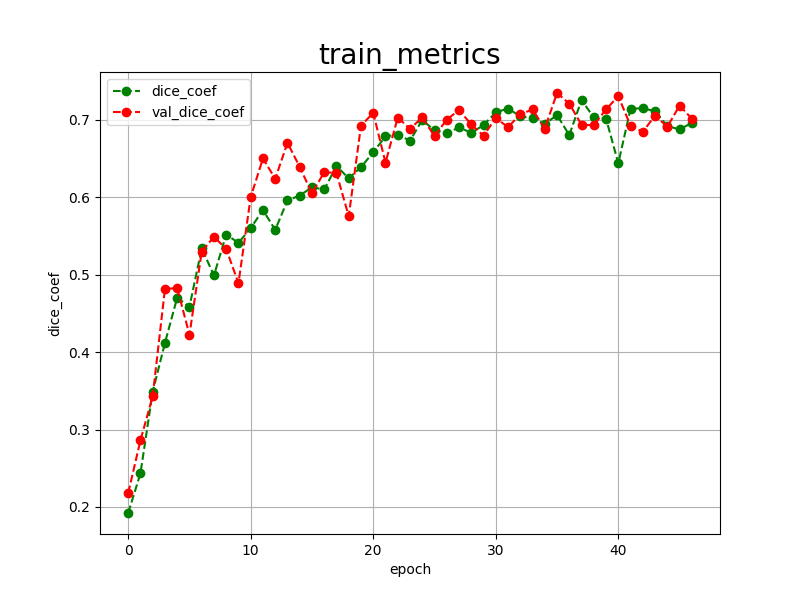 train_metrics
dice_coef
val_dice_coef
0.7
0.6
0.5
0.4
0.3
0.2
dice_coef
0 10 20 30 40
epoch